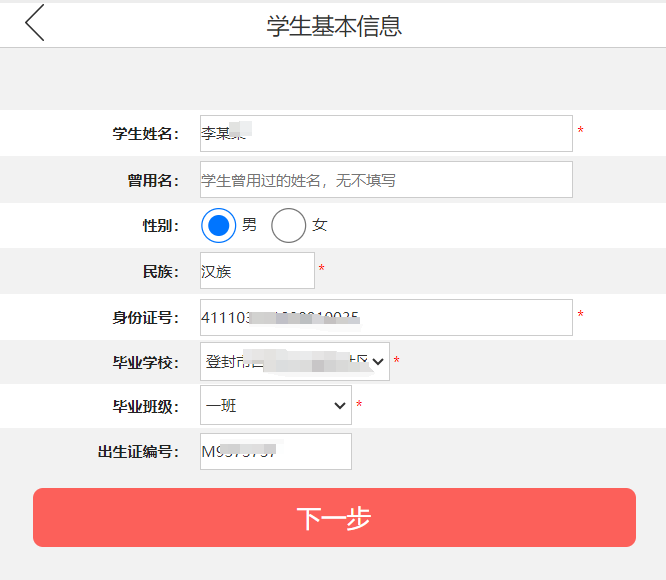 学生基本信息
学生姓名： 李某某 *
曾用名： 学生曾用过的姓名，无不填写
性别： 男 女
民族： 汉族 *
身份证号： *
毕业学校： 登封市 *
毕业班级： 一班 *
出生证编号：
下一步